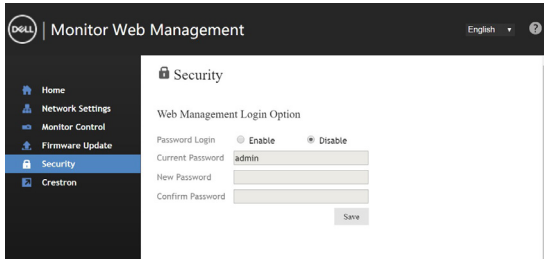 DELL | Monitor Web Management
English ▼ ?
Home
Network Settings
Monitor Control
Firmware Update
Security
Crestron
Security
Web Management Login Option
Password Login Enable Disable
Current Password admin
New Password
Confirm Password
Save